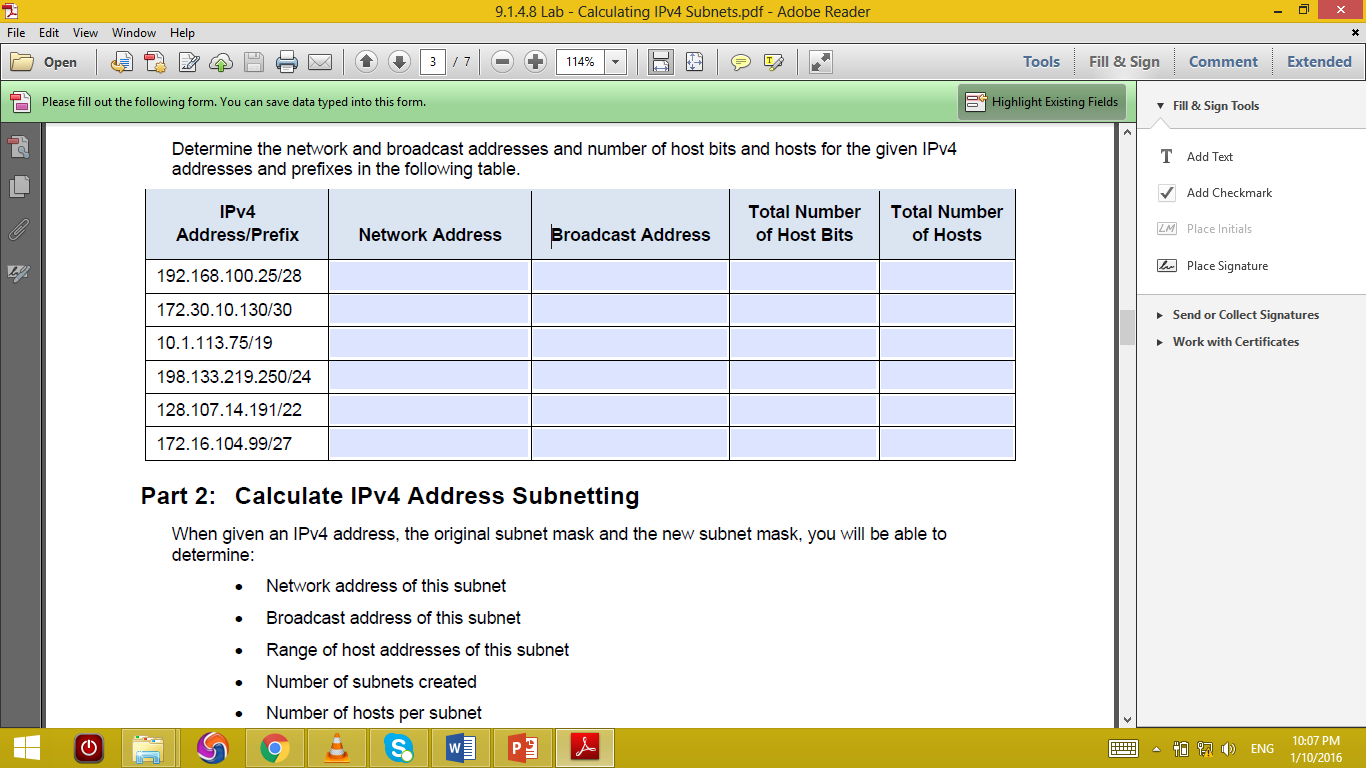 9.1.4.8 Lab - Calculating IPv4 Subnets.pdf - Adobe Reader
File Edit View Window Help
Open 3 / 7 114% Tools Fill & Sign Comment Extended
Please fill out the following form. You can save data typed into this form.
Highlight Existing Fields
Determine the network and broadcast addresses and number of host bits and hosts for the given IPv4
addresses and prefixes in the following table.
IPv4 Address/Prefix Network Address Broadcast Address Total Number of Host Bits Total Number of Hosts
192.168.100.25/28
172.30.10.130/30
10.1.113.75/19
198.133.219.250/24
128.107.14.191/22
172.16.104.99/27
Part 2: Calculate IPv4 Address Subnetting
When given an IPv4 address, the original subnet mask and the new subnet mask, you will be able to
determine:
• Network address of this subnet
• Broadcast address of this subnet
• Range of host addresses of this subnet
• Number of subnets created
• Number of hosts per subnet
Fill & Sign Tools
T Add Text
Add Checkmark
LM Place Initials
Place Signature
Send or Collect Signatures
Work with Certificates
ENG
10:07 PM
1/10/2016